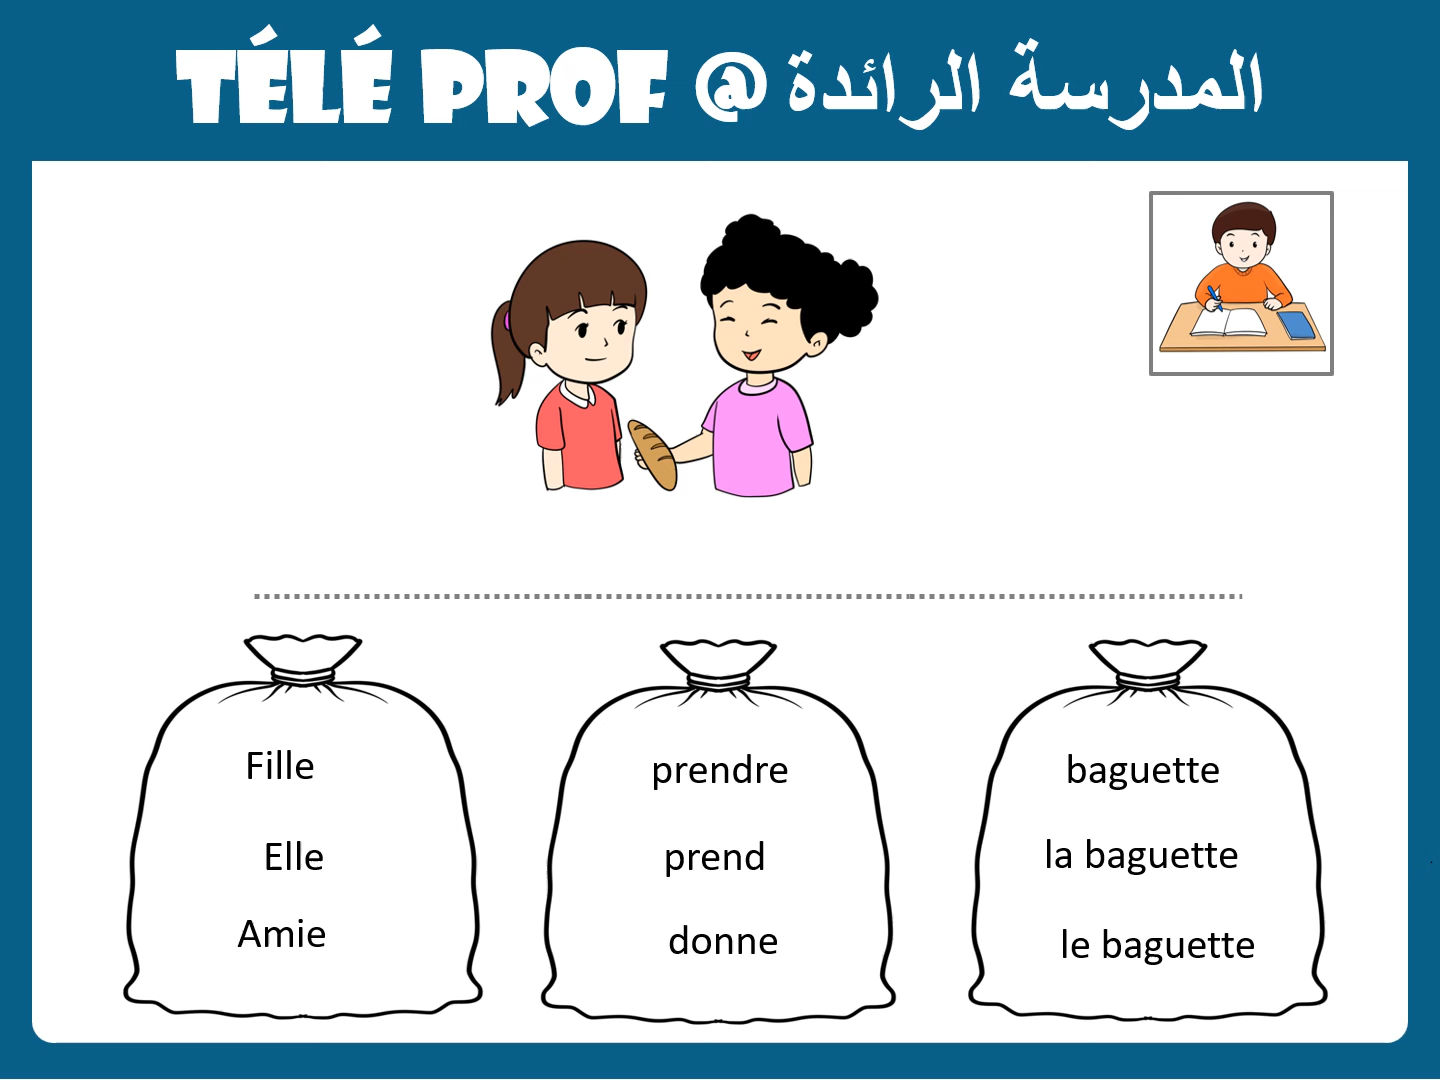 TÉLÉ PROF @ المدرسة الرائدة
Fille
Elle
Amie
prendre
prend
donne
baguette
la baguette
le baguette